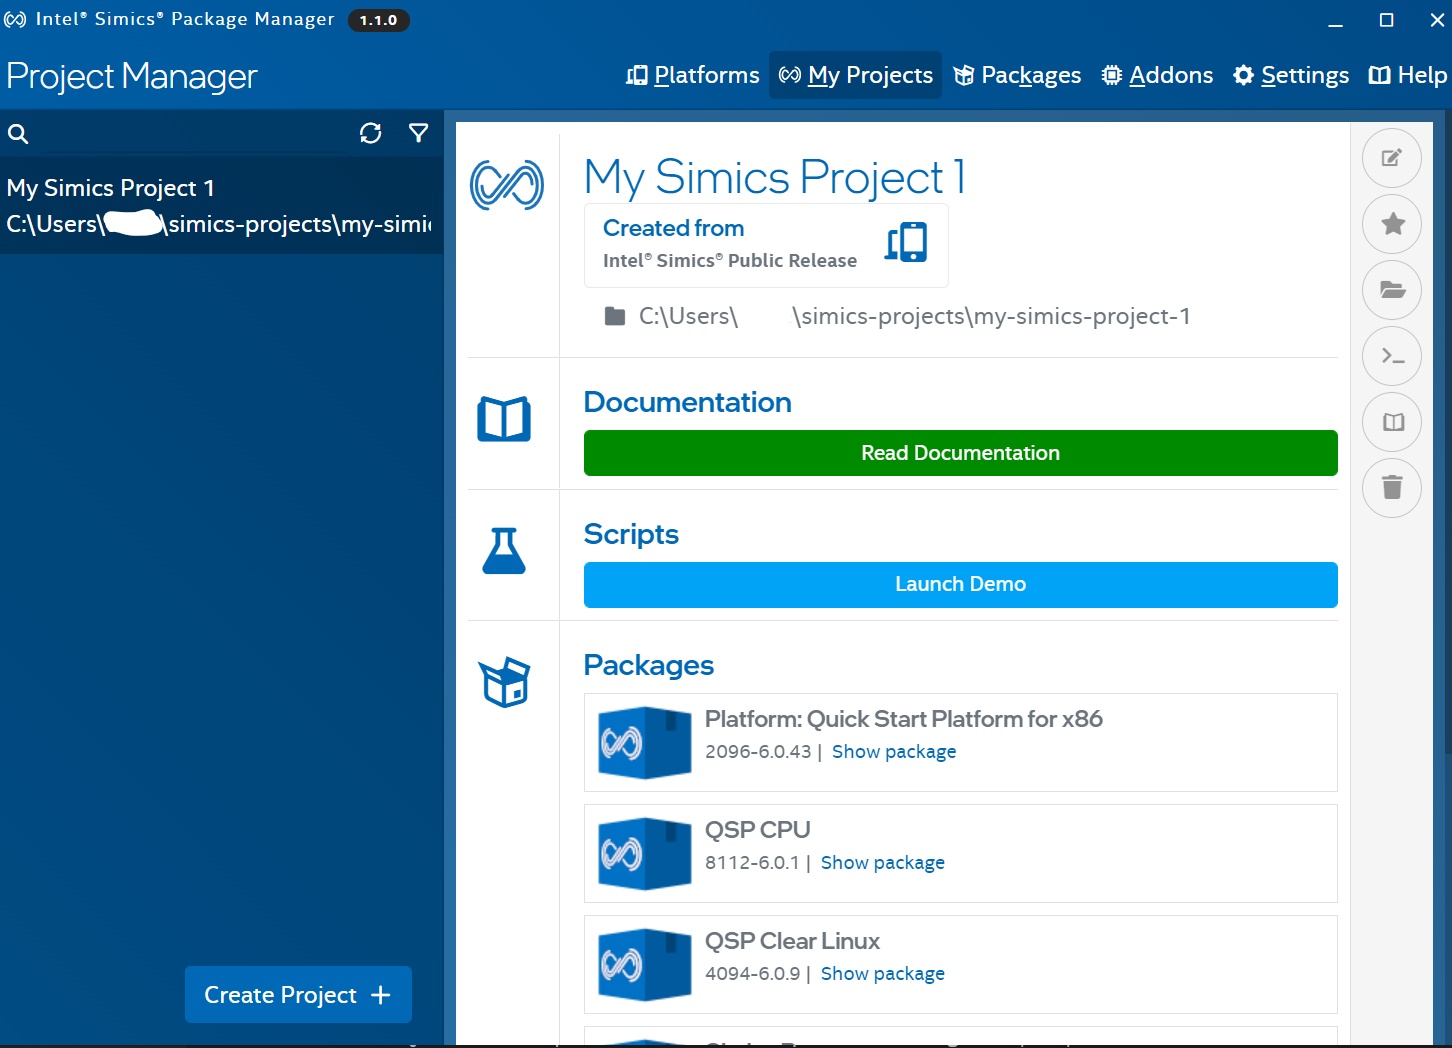 Intel® Simics® Package Manager 1.1.0
Project Manager
Platforms My Projects Packages Addons Settings Help
My Simics Project 1
C:\Users\ \simics-projects\my-simi
Create Project +
My Simics Project 1
Created from
Intel® Simics® Public Release
C:\Users\ \simics-projects\my-simics-project-1
Documentation
Read Documentation
Scripts
Launch Demo
Packages
Platform: Quick Start Platform for x86
2096-6.0.43 | Show package
QSP CPU
8112-6.0.1 | Show package
QSP Clear Linux
4094-6.0.9 | Show package